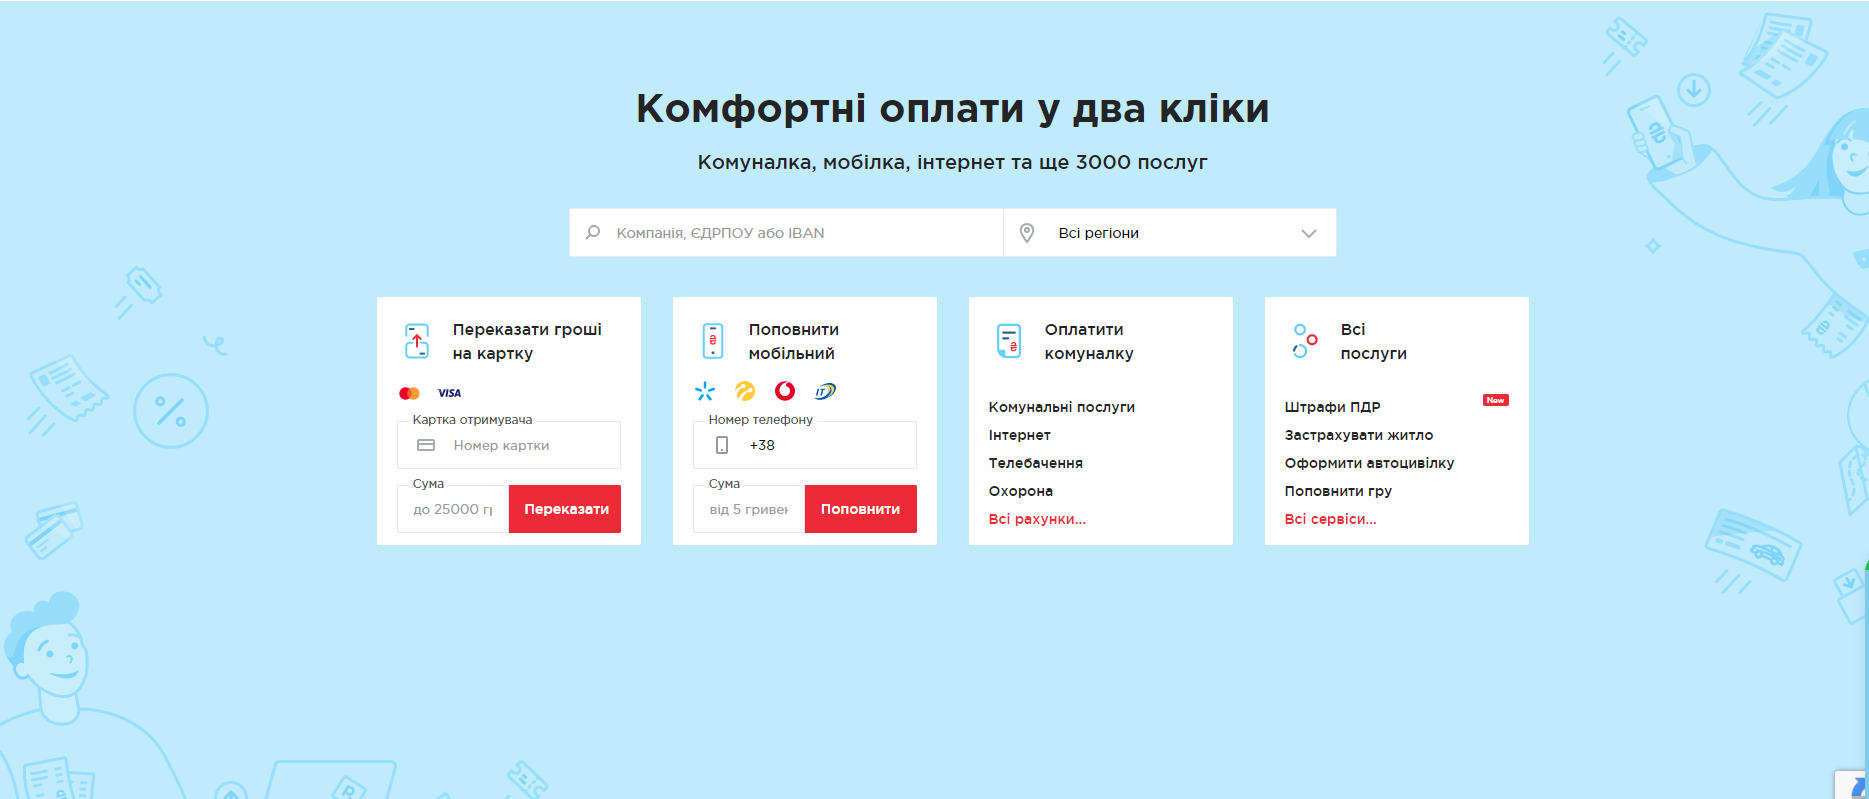 Комфортні оплати у два кліки
Комуналка, мобілка, інтернет та ще 3000 послуг
Компанія, ЄДРПОУ або IBAN
Всі регіони
Переказати гроші
на картку
VISA
Картка отримувача
Номер картки
Сума
до 25000 гр
Переказати
Поповнити
мобільний
Номер телефону
+38
Сума
від 5 гривен
Поповнити
Оплатити
комуналку
Комунальні послуги
Інтернет
Телебачення
Охорона
Всі рахунки...
Всі
послуги
Штрафи ПДР
New
Застрахувати житло
Оформити автоцивілку
Поповнити гру
Всі сервіси...